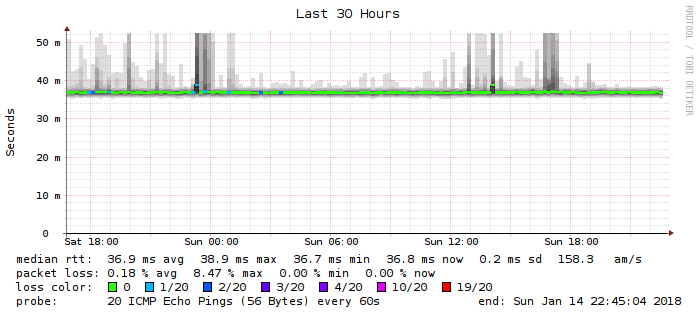 Last 30 Hours
RRDTOOL / TOBI OETIKER
Seconds
50 m
40 m
30 m
20 m
10 m
0
Sat 18:00 Sun 00:00 Sun 06:00 Sun 12:00 Sun 18:00
median rtt: 36.9 ms avg 38.9 ms max 36.7 ms min 36.8 ms now 0.2 ms sd 158.3 am/s
packet loss: 0.18 % avg 8.47 % max 0.00 % min 0.00 % now
loss color: 0 1/20 2/20 3/20 4/20 10/20 19/20
probe: 20 ICMP Echo Pings (56 Bytes) every 60s end: Sun Jan 14 22:45:04 2018